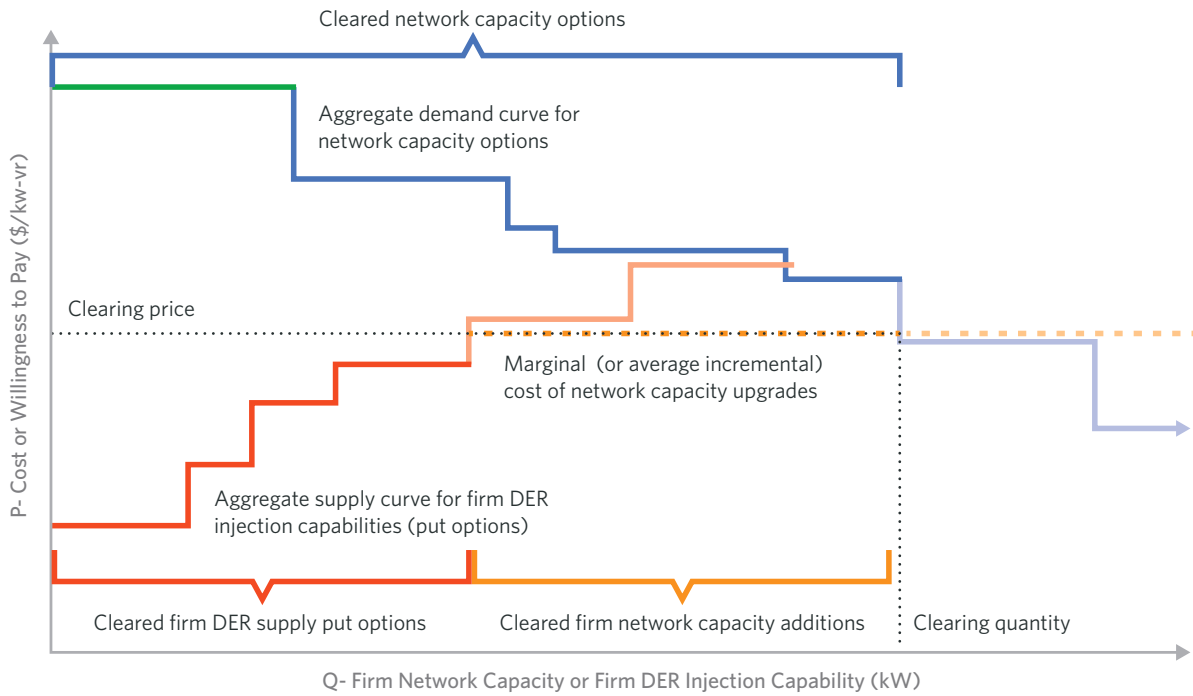 Cleared network capacity options
Aggregate demand curve for
network capacity options
P- Cost or Willingness to Pay ($/kw-vr)
Clearing price
Marginal (or average incremental)
cost of network capacity upgrades
Aggregate supply curve for firm DER
injection capabilities (put options)
Cleared firm DER supply put options
Cleared firm network capacity additions
Clearing quantity
Q- Firm Network Capacity or Firm DER Injection Capability (kW)